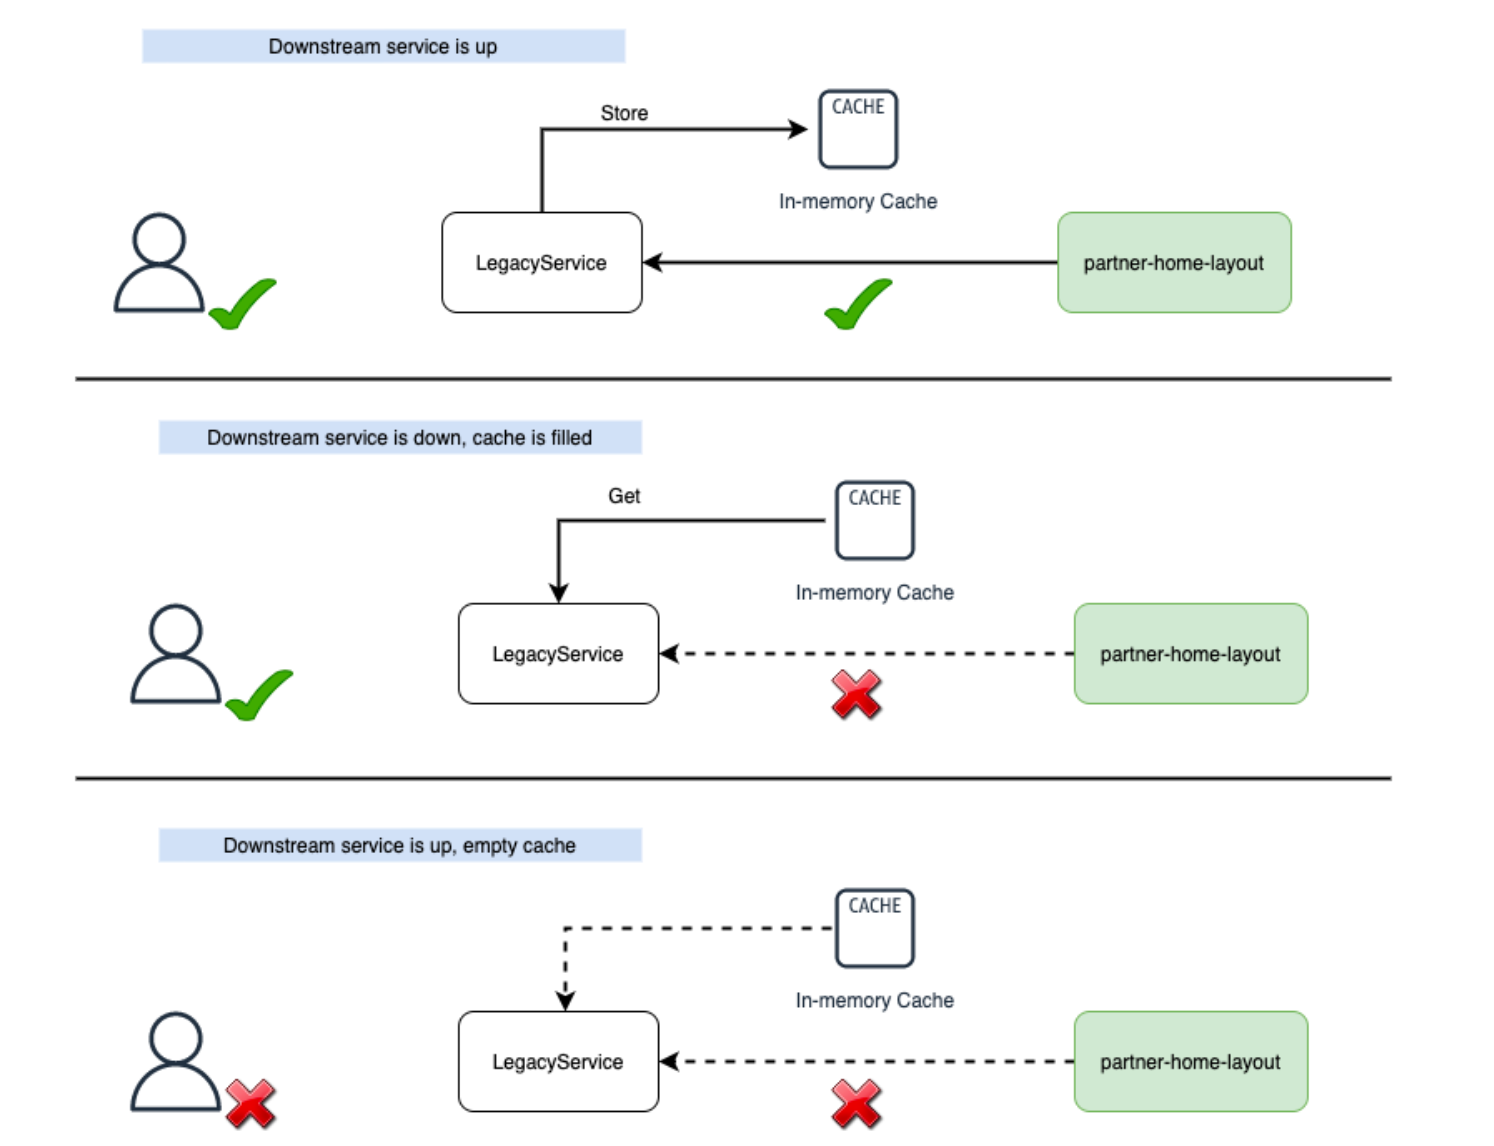 Downstream service is up
Store
CACHE
In-memory Cache
LegacyService
partner-home-layout
Downstream service is down, cache is filled
Get
CACHE
In-memory Cache
LegacyService
partner-home-layout
Downstream service is up, empty cache
CACHE
In-memory Cache
LegacyService
partner-home-layout